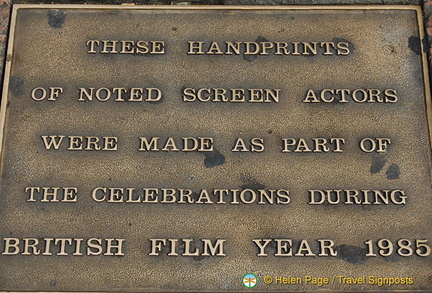 THESE HANDPRINTS
OF NOTED SCREEN ACTORS
WERE MADE AS PART OF
THE CELEBRATIONS DURING
BRITISH FILM YEAR 1985
© Helen Page / Travel Signposts